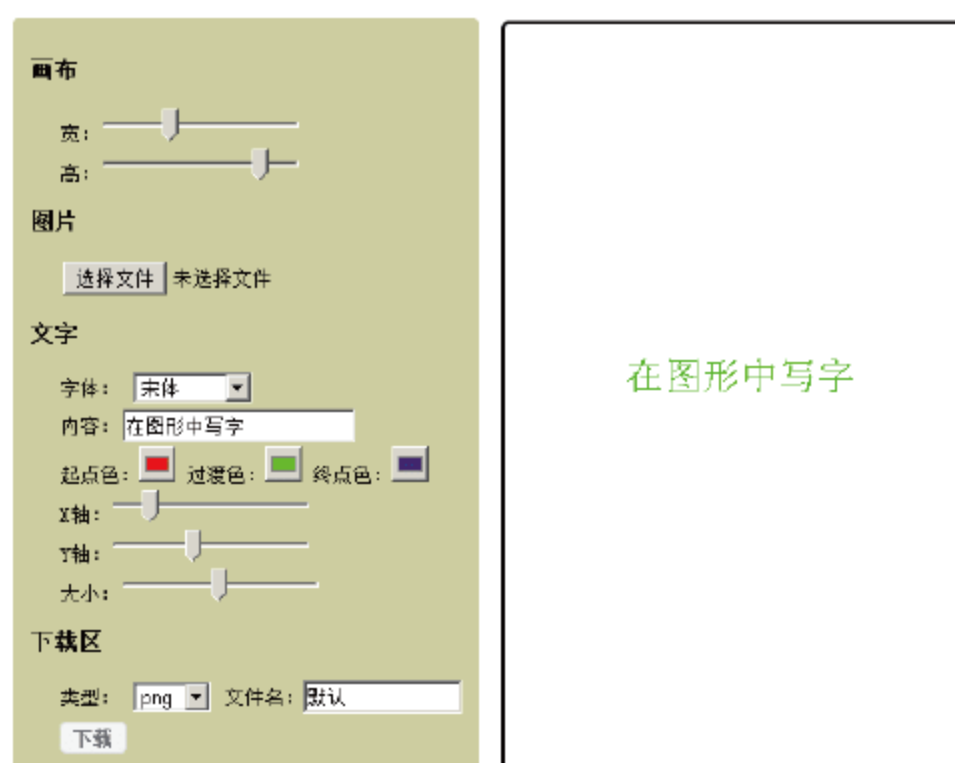 画布
宽:
高:
图片
选择文件 未选择文件
文字
字体: 宋体
内容: 在图形中写字
起点色: 过渡色: 终点色:
X轴:
Y轴:
大小:
下载区
类型: png 文件名: 默认
下载
在图形中写字